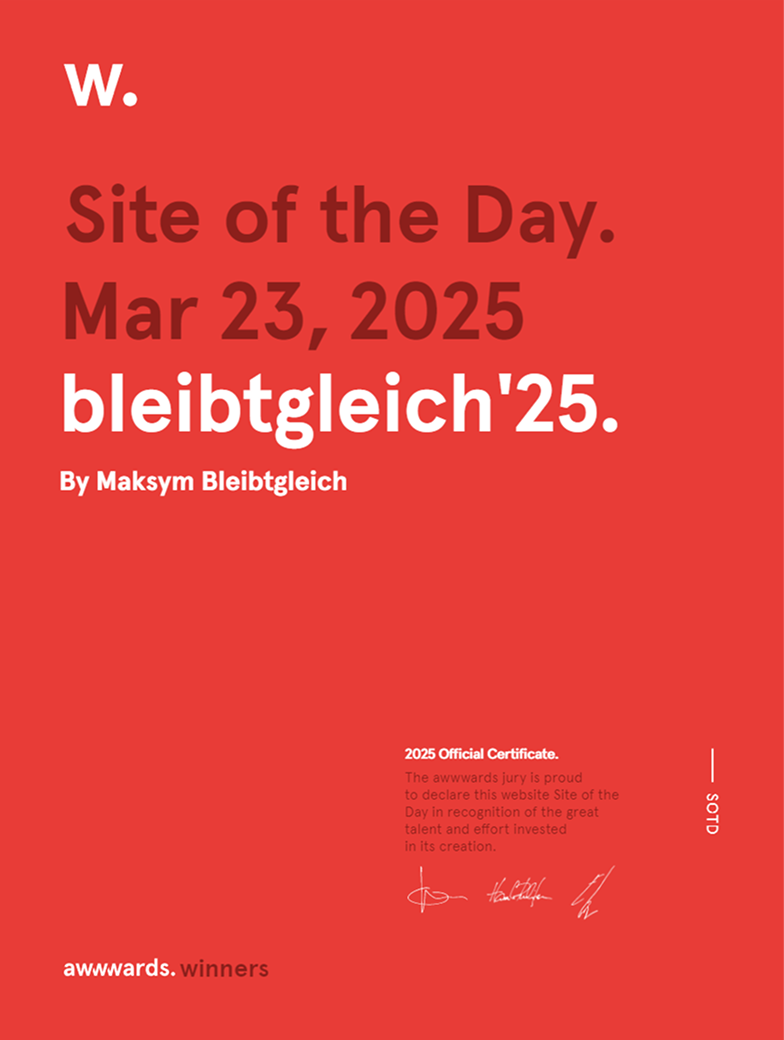 w.
Site of the Day.
Mar 23, 2025
bleibtgleich'25.
By Maksym Bleibtgleich
2025 Official Certificate.
The awwwards jury is proud
to declare this website Site of the
Day in recognition of the great
talent and effort invested
in its creation.
SOTD
awwwards. winners